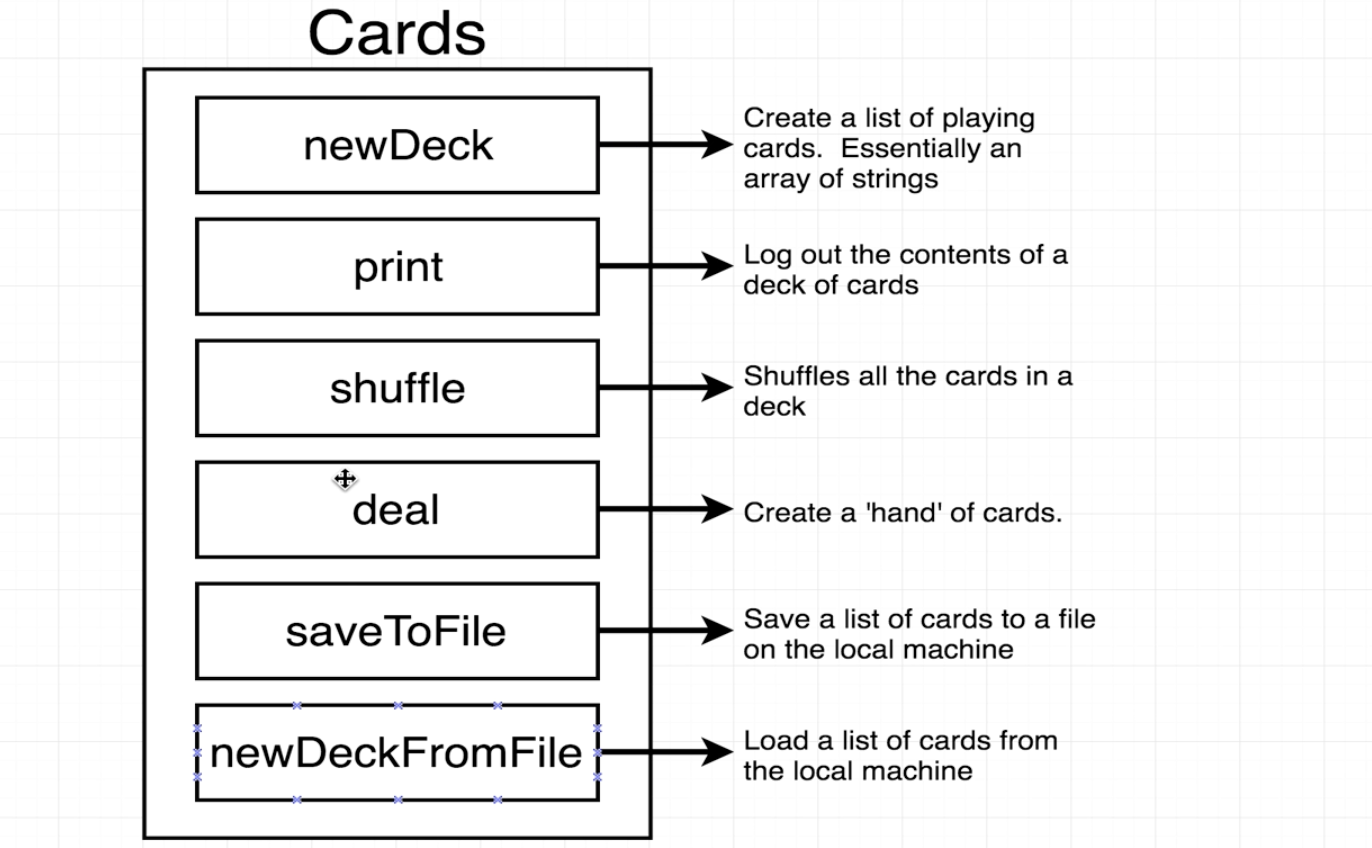 Cards
newDeck
Create a list of playing
cards.  Essentially an
array of strings
print
Log out the contents of a
deck of cards
shuffle
Shuffles all the cards in a
deck
deal
Create a 'hand' of cards.
saveToFile
Save a list of cards to a file
on the local machine
newDeckFromFile
Load a list of cards from
the local machine